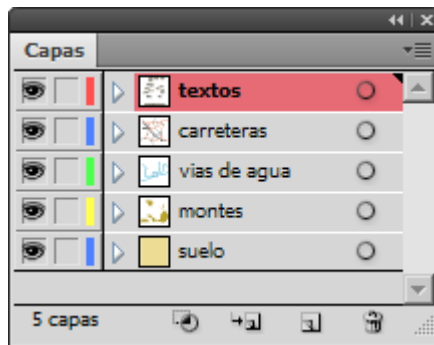 Capas
textos
carreteras
vias de agua
montes
suelo
5 capas